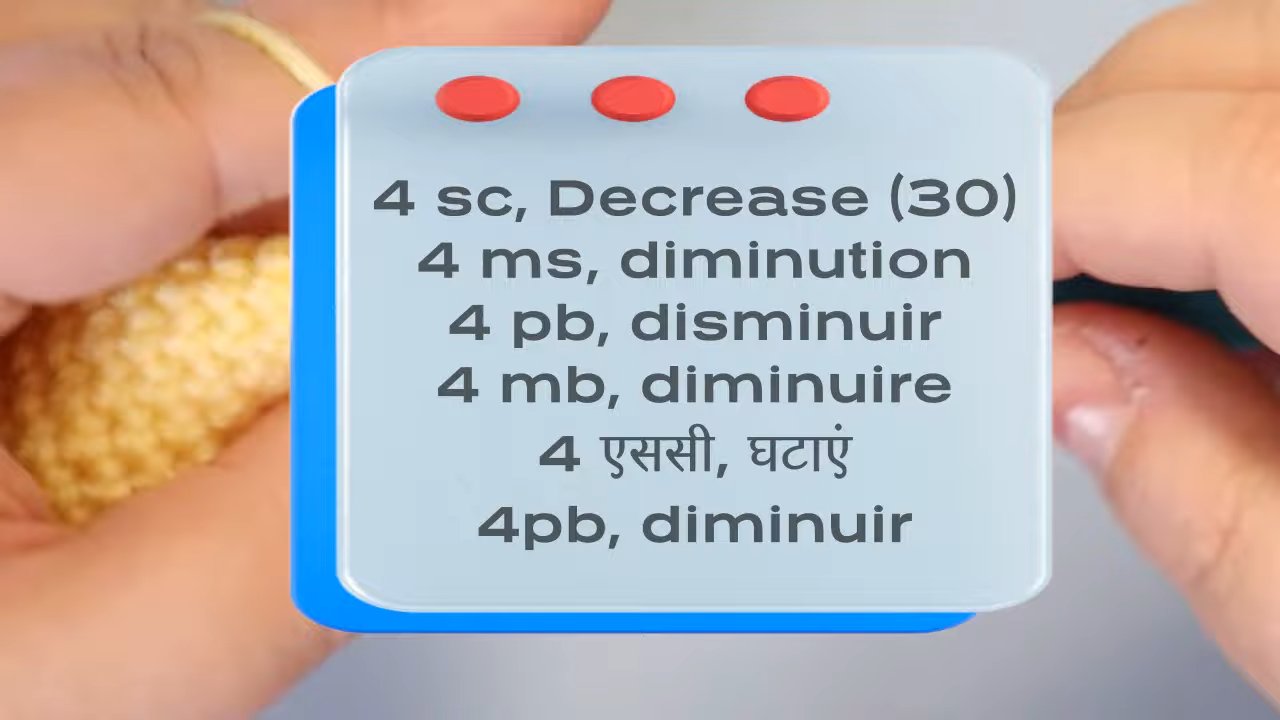 4 sc, Decrease (30)
4 ms, diminution
4 pb, disminuir
4 mb, diminuire
4 एससी, घटाएं
4pb, diminuir